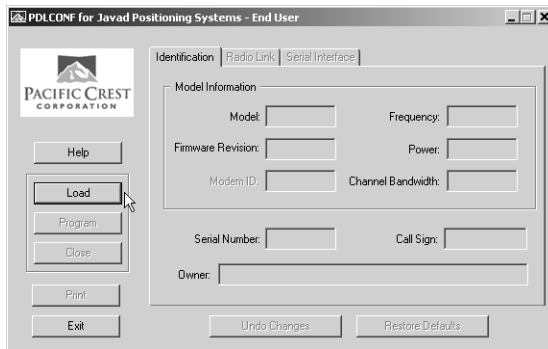 PDLCONF for Javad Positioning Systems - End User
PACIFIC CREST
CORPORATION
Help
Load
Program
Close
Print
Exit
Identification Radio Link Serial Interface
Model Information
Model: Frequency:
Firmware Revision: Power:
Modem ID: Channel Bandwidth:
Serial Number: Call Sign:
Owner:
Undo Changes Restore Defaults